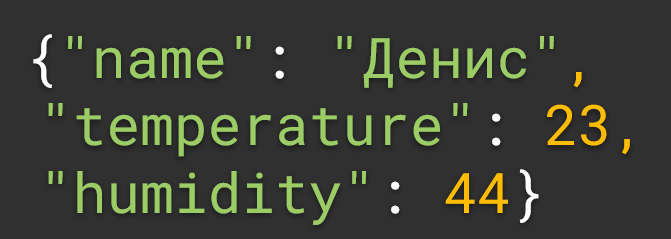 {"name": "Денис",
"temperature": 23,
"humidity": 44}